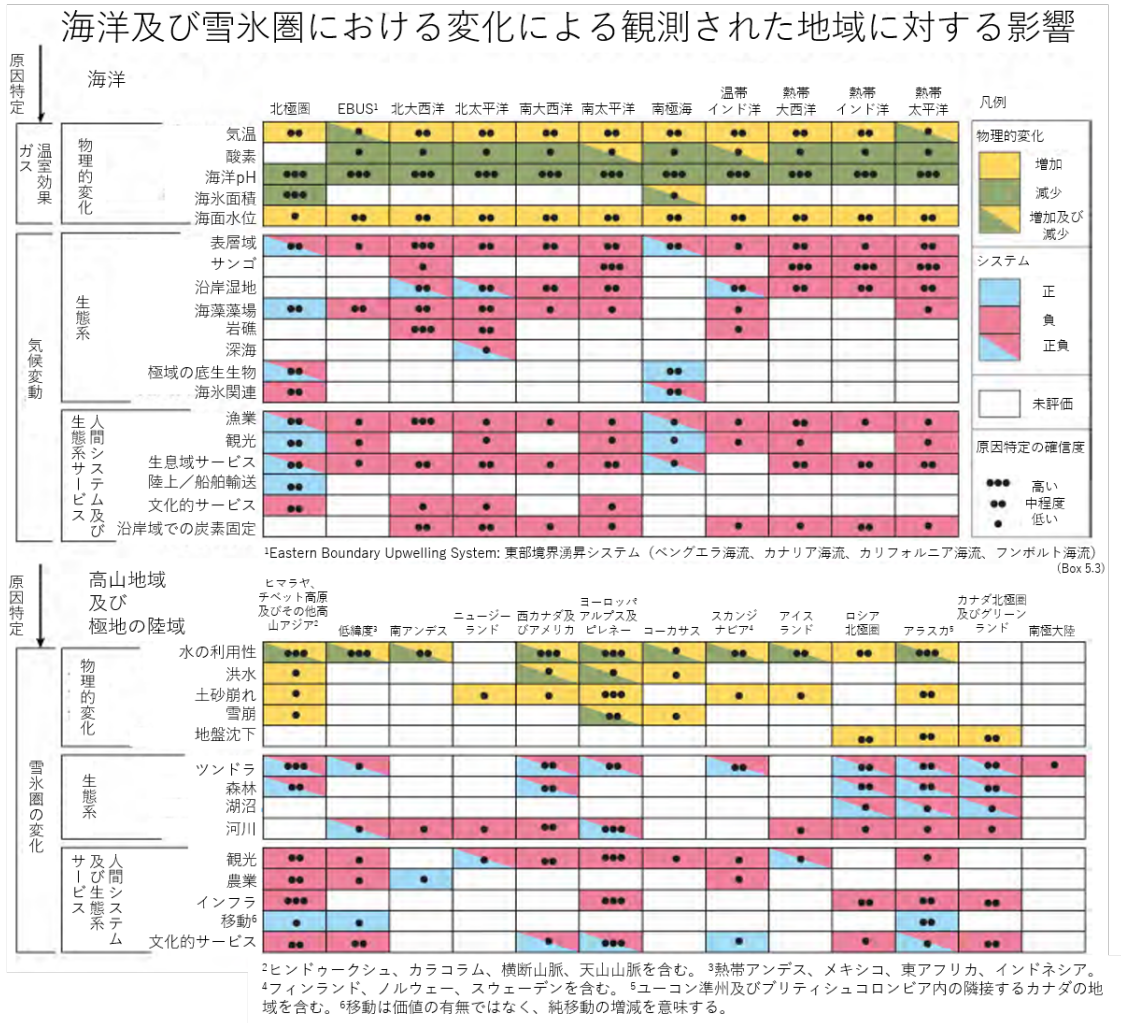 海洋及び雪氷圏における変化による観測された地域に対する影響
原因特定
海洋
北極圏
EBUS¹
北大西洋
北太平洋
南大西洋
南太平洋
南極海
温帯
インド洋
熱帯
大西洋
熱帯
インド洋
熱帯
太平洋
温室効果
ガス
物理的変化
気温
酸素
海洋pH
海氷面積
海面水位
気候変動
生態系
表層域
サンゴ
沿岸湿地
海藻藻場
岩礁
深海
極域の底生生物
海氷関連
人間システム及び
生態系サービス
漁業
観光
生息域サービス
陸上／船舶輸送
文化的サービス
沿岸域での炭素固定
凡例
物理的変化
増加
減少
増加及び
減少
システム
正
負
正負
未評価
原因特定の確信度
高い
中程度
低い
¹Eastern Boundary Upwelling System: 東部境界湧昇システム（ベングエラ海流、カナリア海流、カリフォルニア海流、フンボルト海流）
(Box 5.3)
原因特定
高山地域
及び
極地の陸域
ヒマラヤ、
チベット高原
及びその他高
山アジア²
低緯度³
南アンデス
ニュージー
ランド
西カナダ及
びアメリカ
ヨーロッパ
アルプス及
ピレネー
コーカサス
スカンジ
ナビア⁴
アイス
ランド
ロシア
北極圏
アラスカ⁵
カナダ北極圏
及びグリーン
ランド
南極大陸
雪氷圏の変化
物理的変化
水の利用性
洪水
土砂崩れ
雪崩
地盤沈下
生態系
ツンドラ
森林
湖沼
河川
人間システム
及び生態系
サービス
観光
農業
インフラ
移動⁶
文化的サービス
²ヒンドゥークシュ、カラコラム、横断山脈、天山山脈を含む。 ³熱帯アンデス、メキシコ、東アフリカ、インドネシア。
⁴フィンランド、ノルウェー、スウェーデンを含む。 ⁵ユーコン準州及びブリティシュコロンビア内の隣接するカナダの地
域を含む。⁶移動は価値の有無ではなく、純移動の増減を意味する。